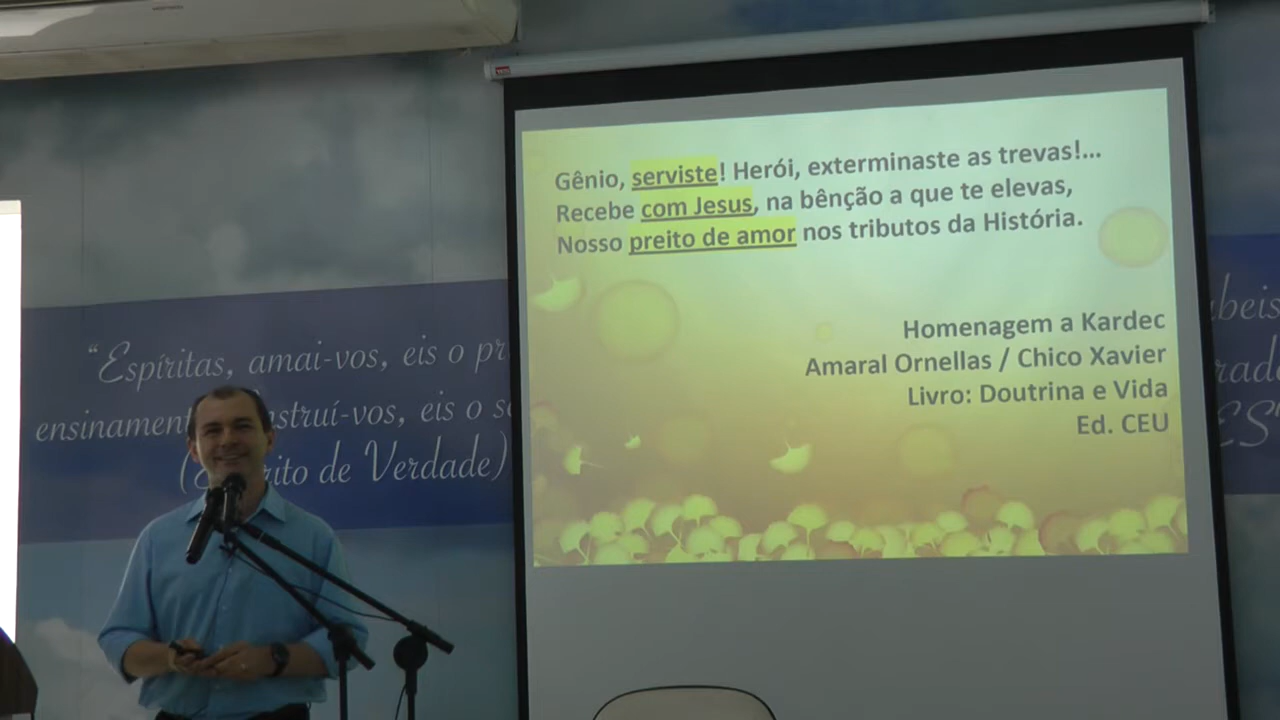 Gênio, serviste! Herói, exterminaste as trevas!...
Recebe com Jesus, na bênção a que te elevas,
Nosso preito de amor nos tributos da História.
Homenagem a Kardec
Amaral Ornellas / Chico Xavier
Livro: Doutrina e Vida
Ed. CEU
“Espíritas, amai-vos, eis o
eis o
de Verdade)